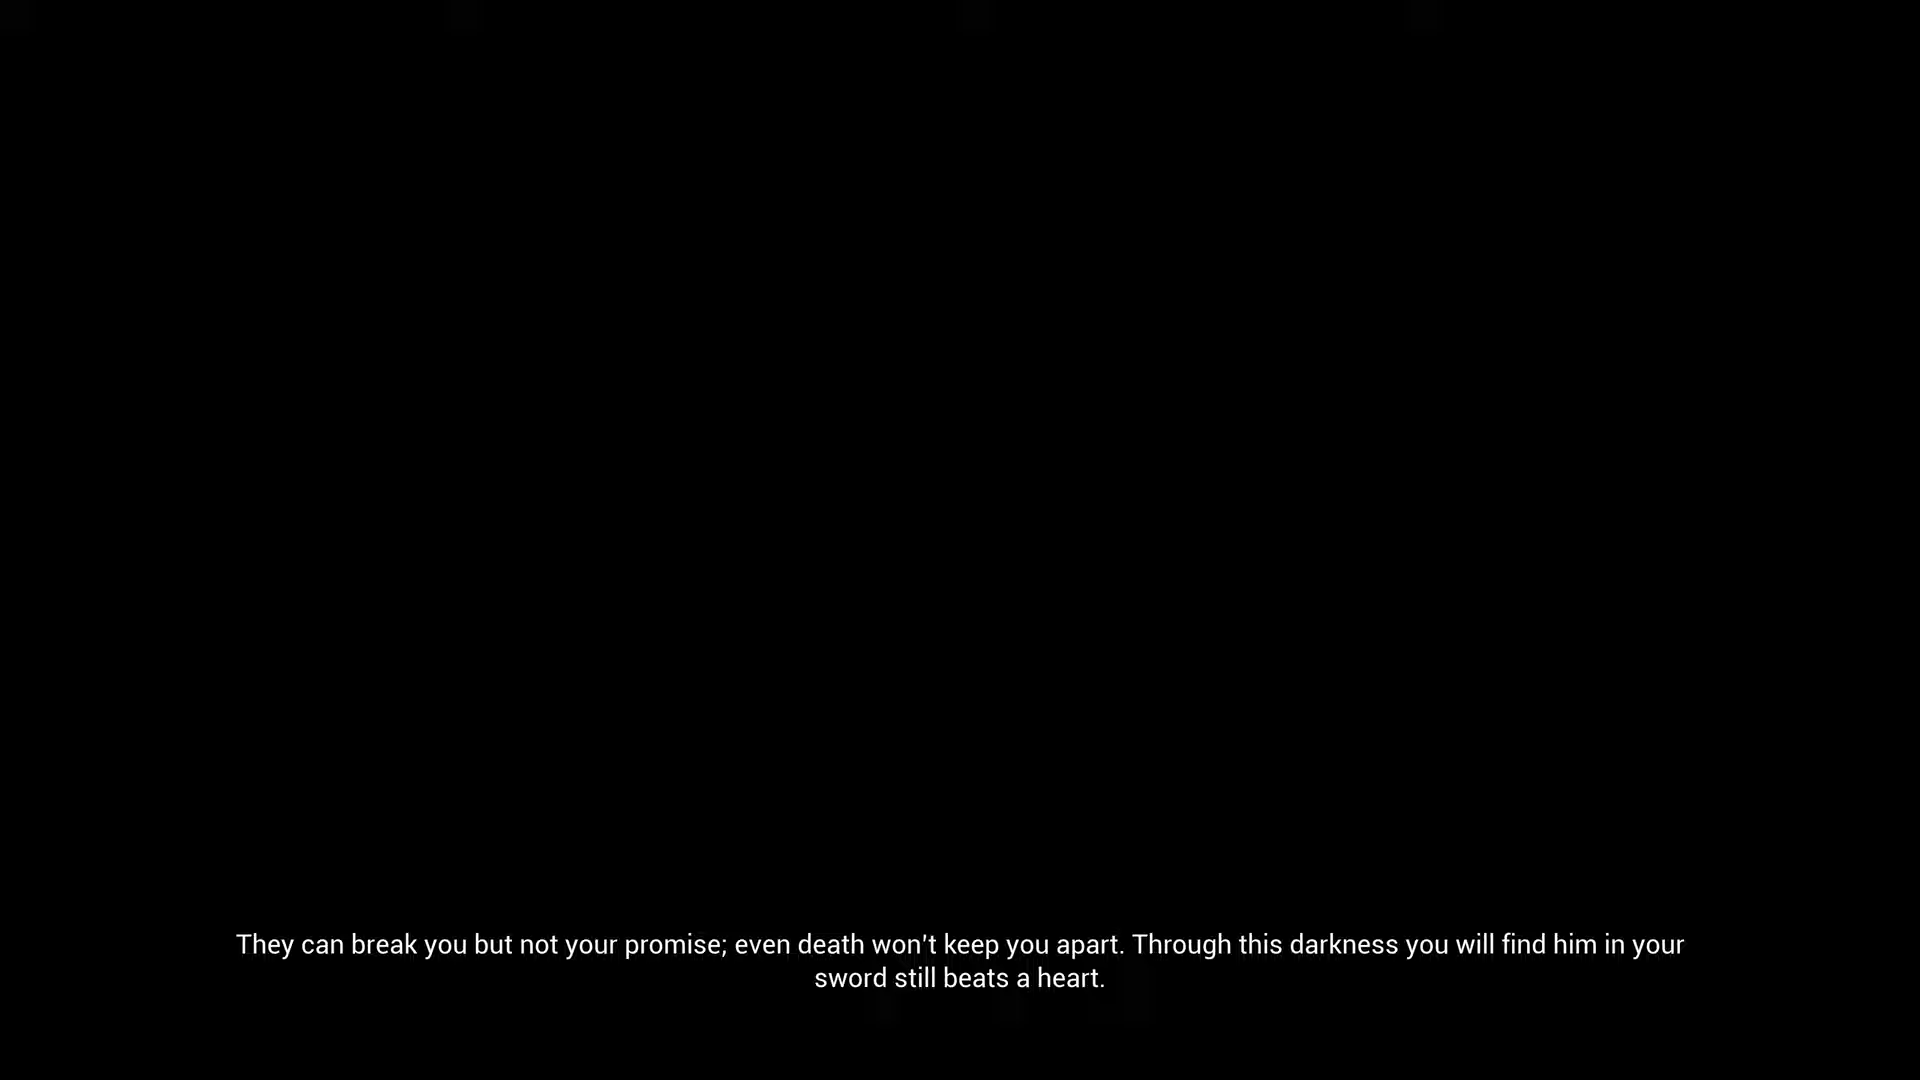 They can break you but not your promise; even death won't keep you apart. Through this darkness you will find him in your
sword still beats a heart.